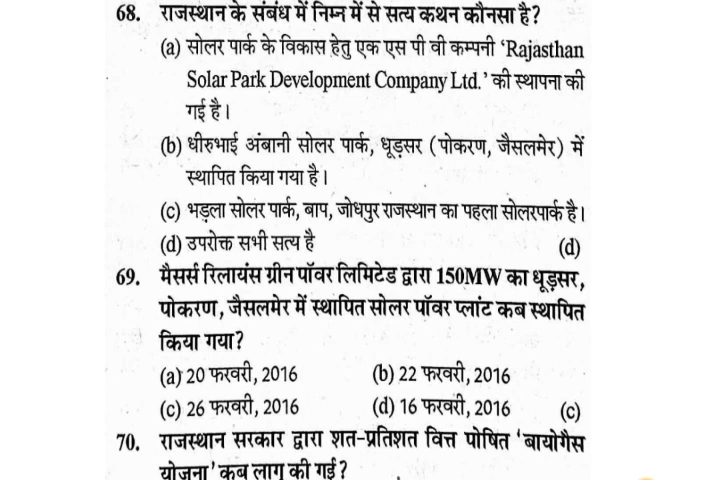 68. राजस्थान के संबंध में निम्न में से सत्य कथन कौनसा है?
(a) सोलर पार्क के विकास हेतु एक एस पी वी कम्पनी ‘Rajasthan
Solar Park Development Company Ltd.’ की स्थापना की
गई है।
(b) धीरुभाई अंबानी सोलर पार्क, धूड़सर (पोकरण, जैसलमेर) में
स्थापित किया गया है।
(c) भड़ला सोलर पार्क, बाप, जोधपुर राजस्थान का पहला सोलरपार्क है।
(d) उपरोक्त सभी सत्य है (d)
69. मैसर्स रिलायंस ग्रीन पॉवर लिमिटेड द्वारा 150MW का धूड़सर,
पोकरण, जैसलमेर में स्थापित सोलर पॉवर प्लांट कब स्थापित
किया गया?
(a) 20 फरवरी, 2016 (b) 22 फरवरी, 2016
(c) 26 फरवरी, 2016 (d) 16 फरवरी, 2016 (c)
70. राजस्थान सरकार द्वारा शत-प्रतिशत वित्त पोषित ‘बायोगैस
योजना’ कब लागू की गई?